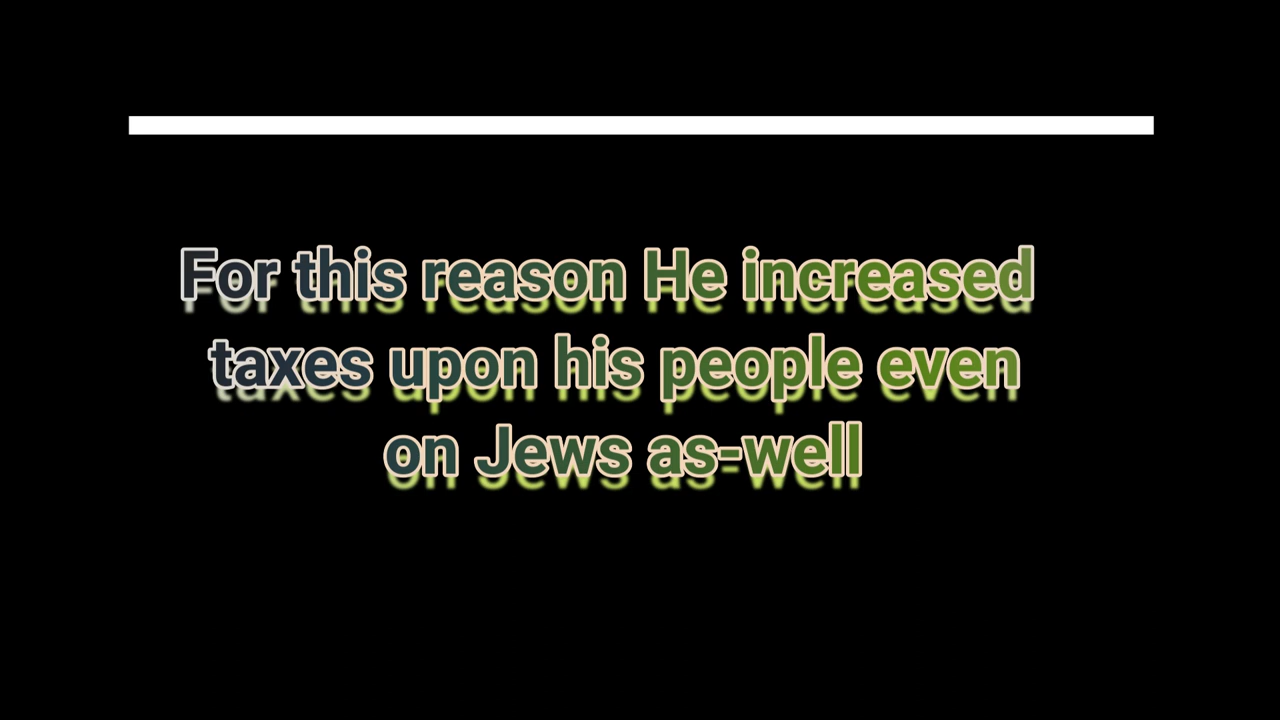 For this reason He increased
taxes upon his people even
on Jews as-well